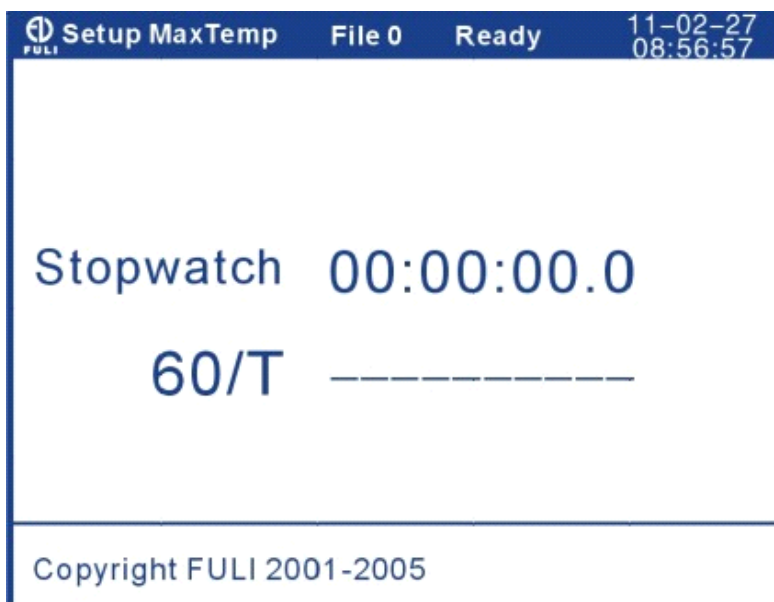 FULI Setup MaxTemp File 0 Ready 11-02-27
08:56:57
Stopwatch 00:00:00.0
60/T ----------
Copyright FULI 2001-2005